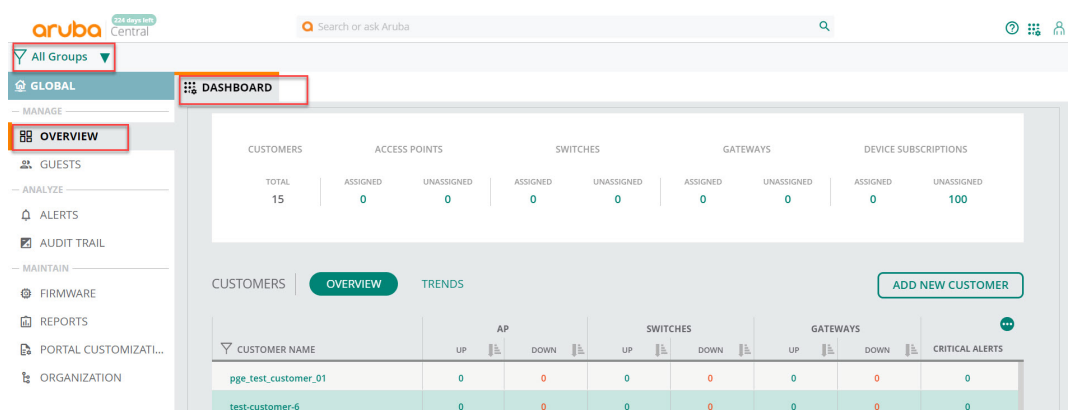 aruba Central 224 days left
Search or ask Aruba
All Groups
GLOBAL
DASHBOARD
MANAGE
OVERVIEW
GUESTS
ANALYZE
ALERTS
AUDIT TRAIL
MAINTAIN
FIRMWARE
REPORTS
PORTAL CUSTOMIZATI...
ORGANIZATION
CUSTOMERS ACCESS POINTS SWITCHES GATEWAYS DEVICE SUBSCRIPTIONS
TOTAL ASSIGNED UNASSIGNED ASSIGNED UNASSIGNED ASSIGNED UNASSIGNED ASSIGNED UNASSIGNED
15 0 0 0 0 0 0 0 100
CUSTOMERS OVERVIEW TRENDS ADD NEW CUSTOMER
AP SWITCHES GATEWAYS
CUSTOMER NAME UP DOWN UP DOWN UP DOWN CRITICAL ALERTS
pge_test_customer_01 0 0 0 0 0 0 0
test-customer-6 0 0 0 0 0 0 0